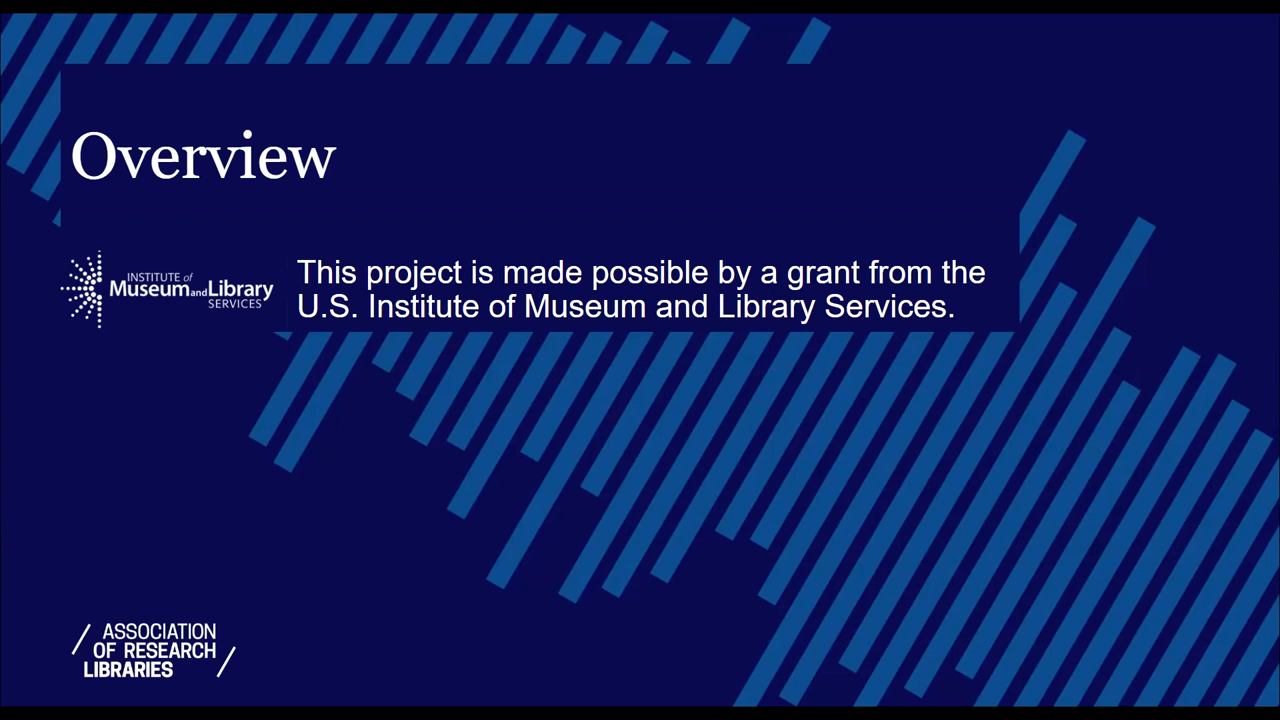 Overview
INSTITUTE of
Museum and Library
SERVICES
This project is made possible by a grant from the
U.S. Institute of Museum and Library Services.
ASSOCIATION
OF RESEARCH
LIBRARIES